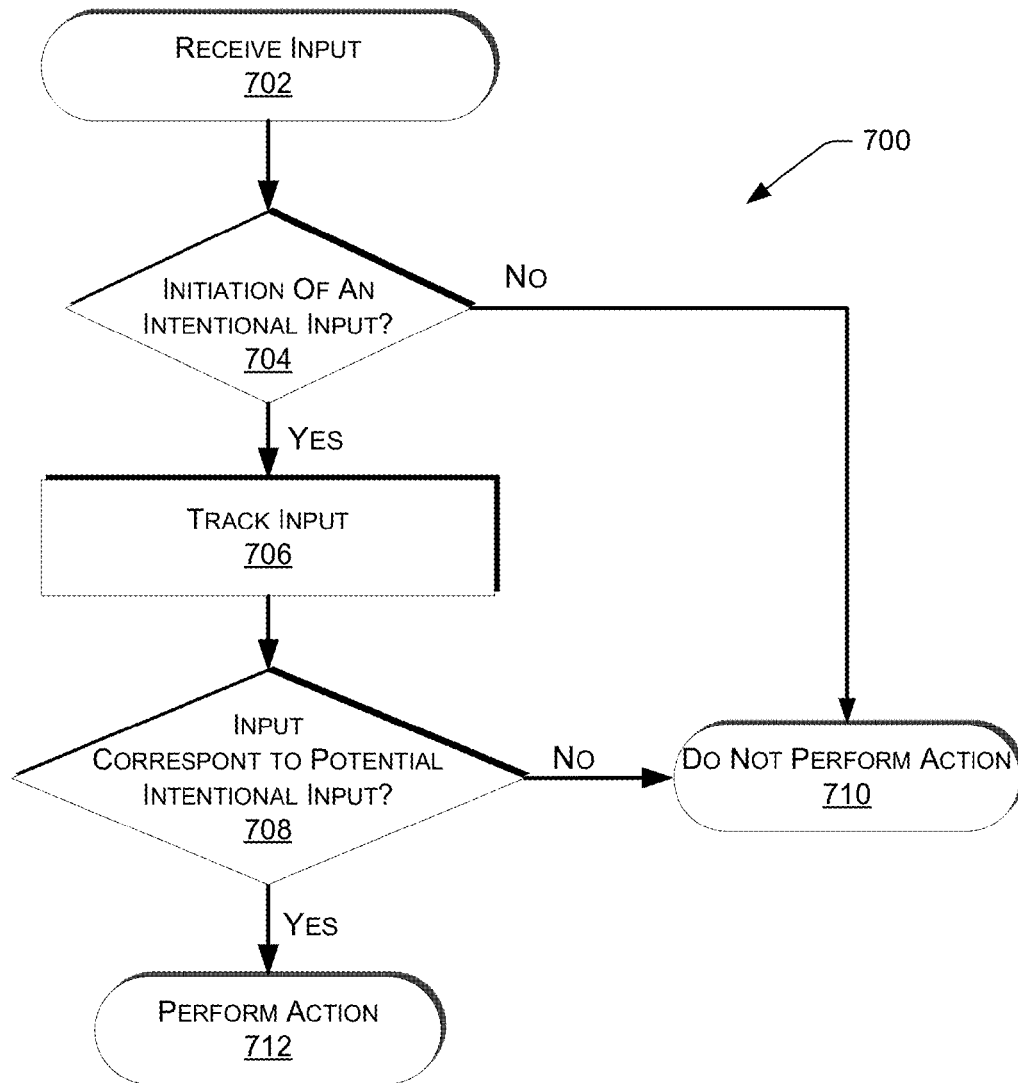 RECEIVE INPUT
702
700
INITIATION OF AN
INTENTIONAL INPUT?
704
NO
YES
TRACK INPUT
706
INPUT
CORRESPONT TO POTENTIAL
INTENTIONAL INPUT?
708
NO
DO NOT PERFORM ACTION
710
YES
PERFORM ACTION
712